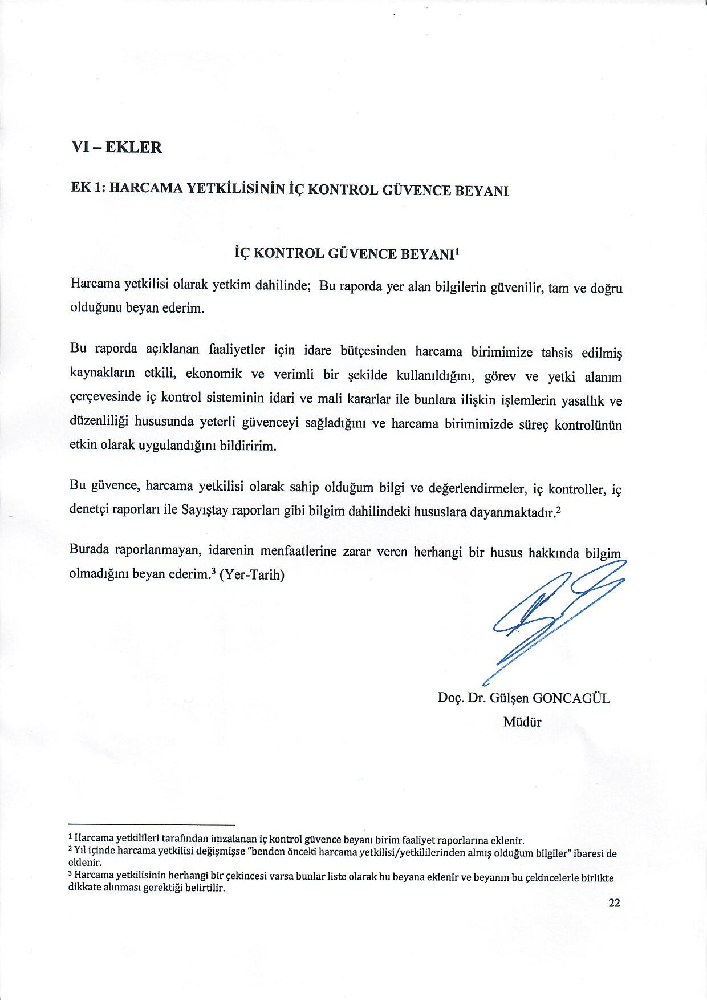 VI – EKLER
EK 1: HARCAMA YETKİLİSİNİN İÇ KONTROL GÜVENCE BEYANI
İÇ KONTROL GÜVENCE BEYANI¹
Harcama yetkilisi olarak yetkim dahilinde;  Bu raporda yer alan bilgilerin güvenilir, tam ve doğru
olduğunu beyan ederim.
Bu raporda açıklanan faaliyetler için idare bütçesinden harcama birimimize tahsis edilmiş
kaynakların etkili, ekonomik ve verimli bir şekilde kullanıldığını, görev ve yetki alanım
çerçevesinde iç kontrol sisteminin idari ve mali kararlar ile bunlara ilişkin işlemlerin yasallık ve
düzenliliği hususunda yeterli güvenceyi sağladığını ve harcama birimimizde süreç kontrolünün
etkin olarak uygulandığını bildiririm.
Bu güvence, harcama yetkilisi olarak sahip olduğum bilgi ve değerlendirmeler, iç kontroller, iç
denetçi raporları ile Sayıştay raporları gibi bilgim dahilindeki hususlara dayanmaktadır.²
Burada raporlanmayan, idarenin menfaatlerine zarar veren herhangi bir husus hakkında bilgim
olmadığını beyan ederim.³ (Yer-Tarih)
Doç. Dr. Gülşen GONCAGÜL
Müdür
¹ Harcama yetkilileri tarafından imzalanan iç kontrol güvence beyanı birim faaliyet raporlarına eklenir.
² Yıl içinde harcama yetkilisi değişmişse “benden önceki harcama yetkilisi/yetkililerinden almış olduğum bilgiler” ibaresi de
eklenir.
³ Harcama yetkilisinin herhangi bir çekincesi varsa bunlar liste olarak bu beyana eklenir ve beyanın bu çekincelerle birlikte
dikkate alınması gerektiği belirtilir.
22